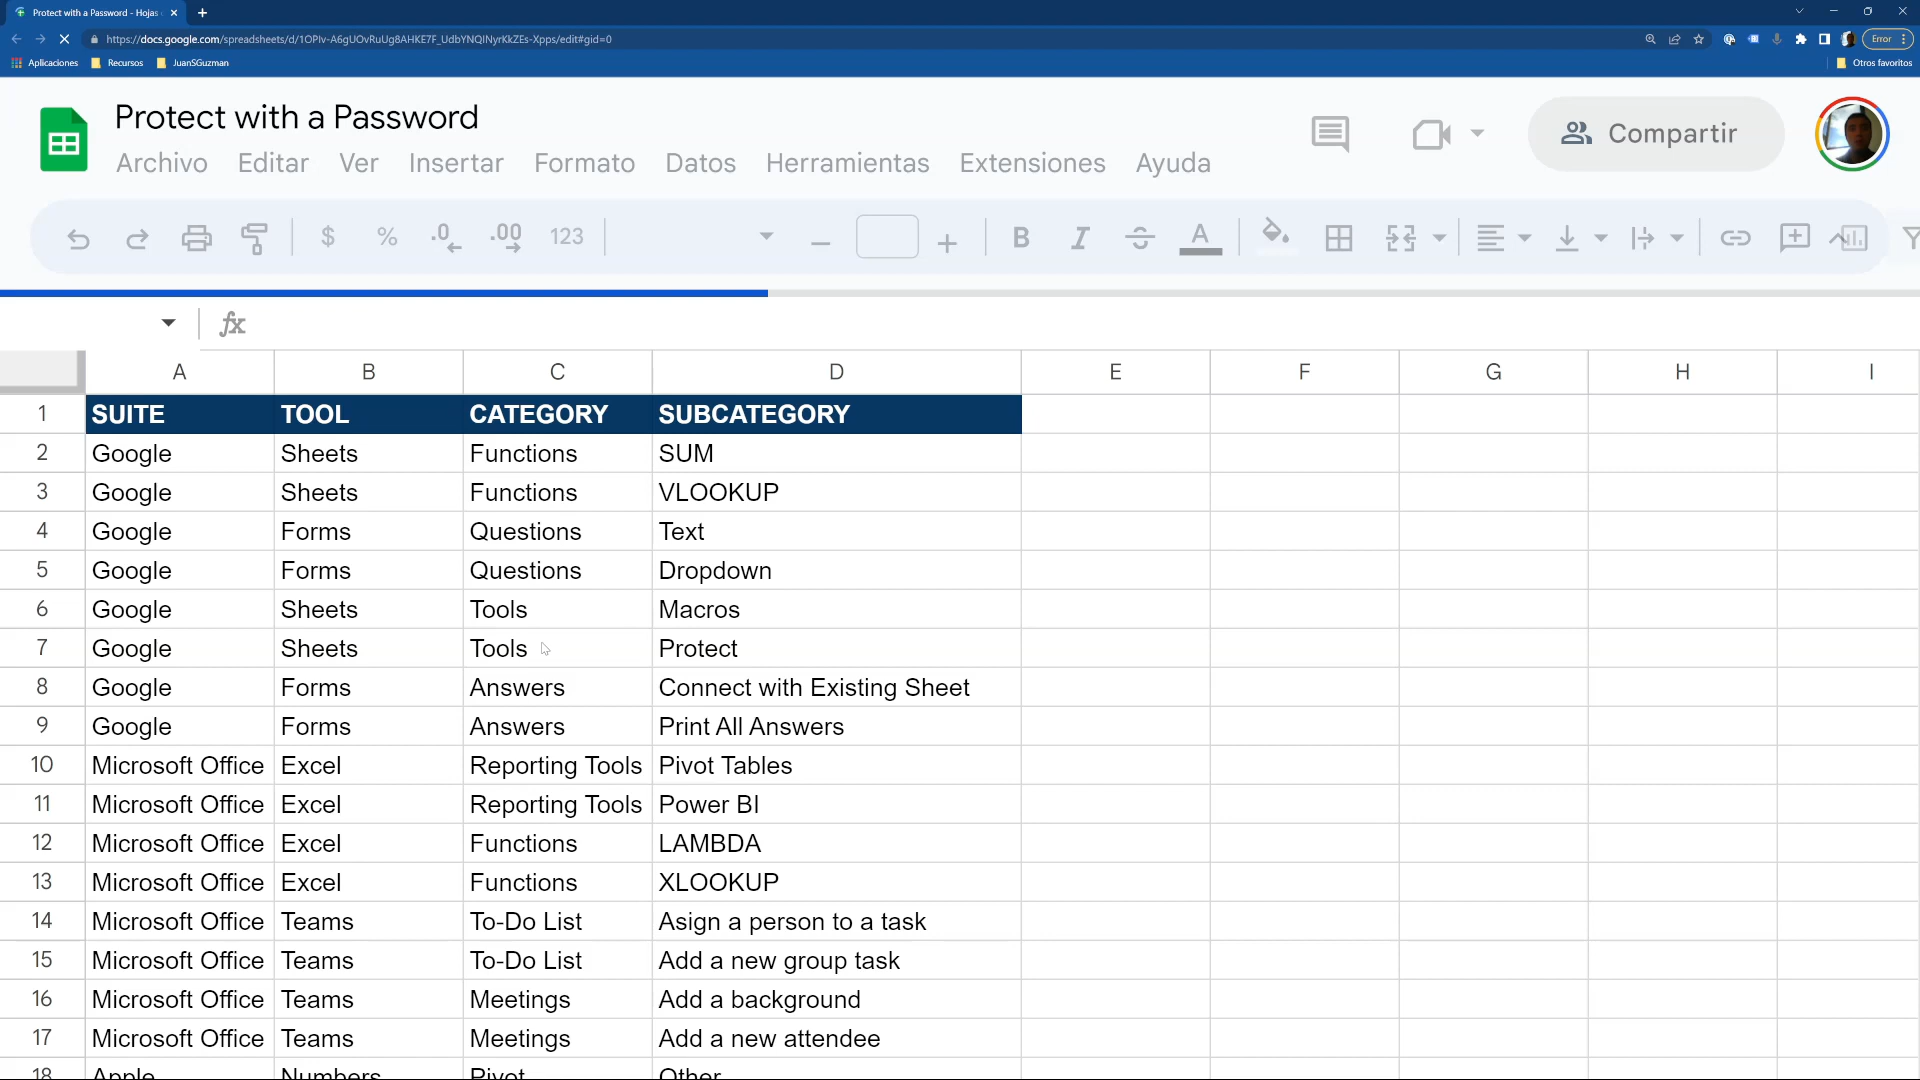 Protect with a Password - Hojas
https://docs.google.com/spreadsheets/d/1OPIv-A6gUOvRuUg8AHKE7F_UdbYNQINyrKkZEs-Xpps/edit#gid=0
Error
Aplicaciones Recursos JuanSGuzman Otros favoritos
Protect with a Password
Compartir
Archivo Editar Ver Insertar Formato Datos Herramientas Extensiones Ayuda
$ % .0 .00 123 B I A
fx
A B C D E F G H I
1 SUITE TOOL CATEGORY SUBCATEGORY
2 Google Sheets Functions SUM
3 Google Sheets Functions VLOOKUP
4 Google Forms Questions Text
5 Google Forms Questions Dropdown
6 Google Sheets Tools Macros
7 Google Sheets Tools Protect
8 Google Forms Answers Connect with Existing Sheet
9 Google Forms Answers Print All Answers
10 Microsoft Office Excel Reporting Tools Pivot Tables
11 Microsoft Office Excel Reporting Tools Power BI
12 Microsoft Office Excel Functions LAMBDA
13 Microsoft Office Excel Functions XLOOKUP
14 Microsoft Office Teams To-Do List Asign a person to a task
15 Microsoft Office Teams To-Do List Add a new group task
16 Microsoft Office Teams Meetings Add a background
17 Microsoft Office Teams Meetings Add a new attendee
18 Apple Numbers Pivot Other